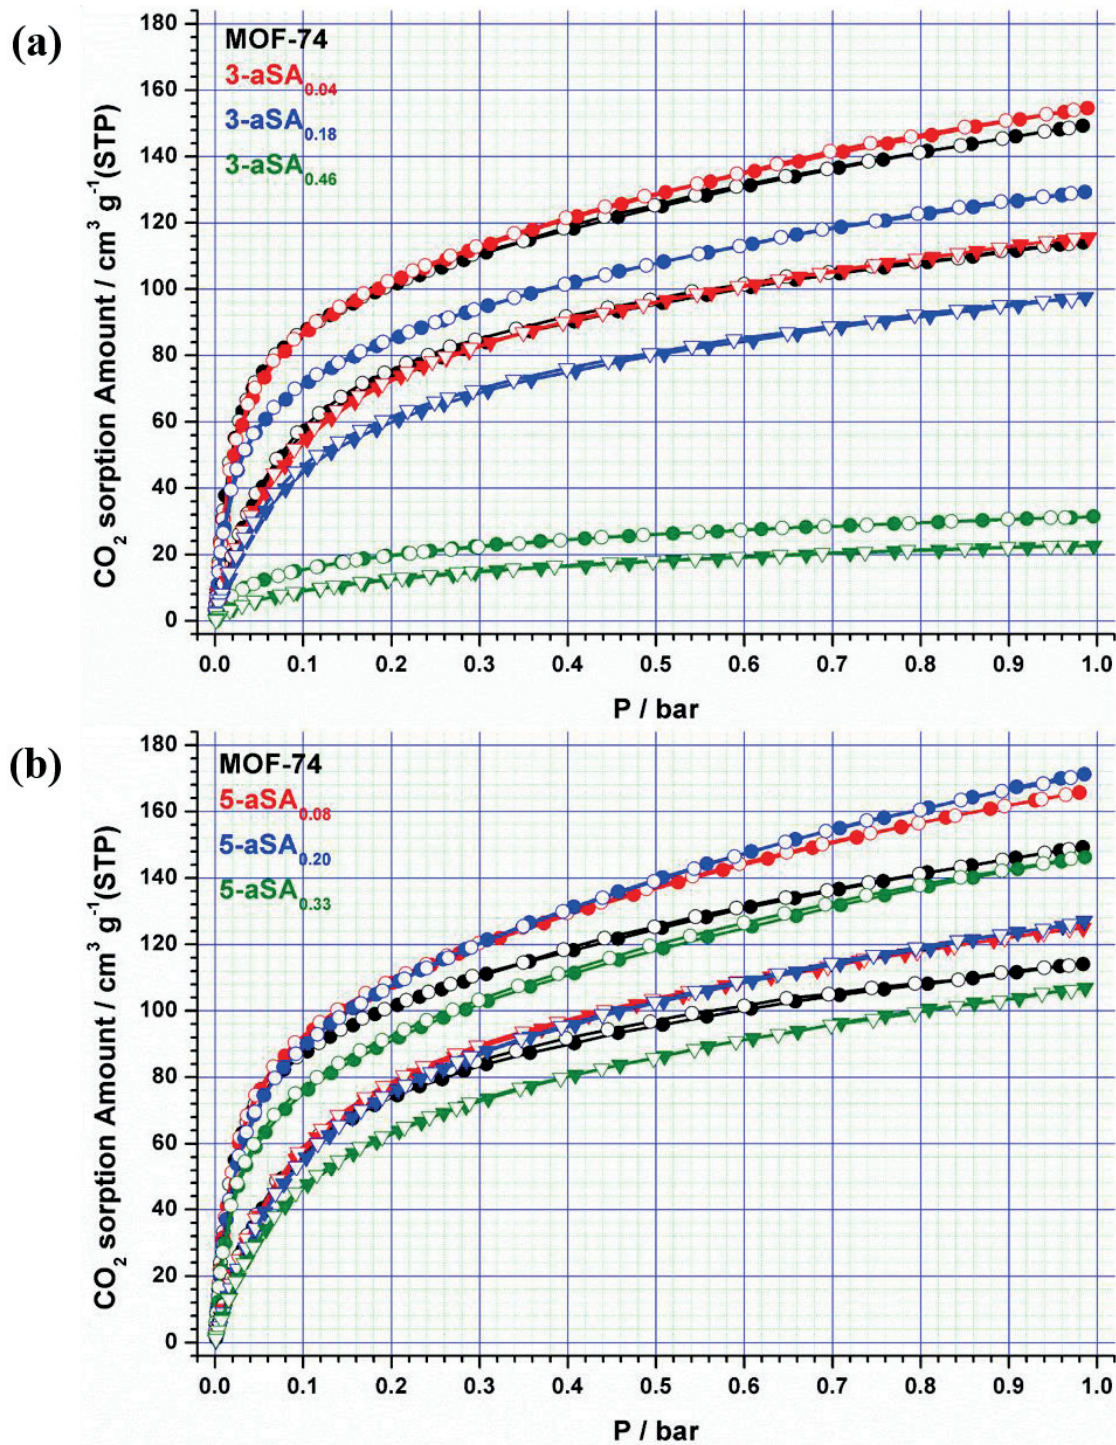 (a)
MOF-74
3-aSA0.04
3-aSA0.18
3-aSA0.46
CO2 sorption Amount / cm3 g-1(STP)
180
160
140
120
100
80
60
40
20
0
0.0 0.1 0.2 0.3 0.4 0.5 0.6 0.7 0.8 0.9 1.0
P / bar
(b)
MOF-74
5-aSA0.08
5-aSA0.20
5-aSA0.33
CO2 sorption Amount / cm3 g-1(STP)
180
160
140
120
100
80
60
40
20
0
0.0 0.1 0.2 0.3 0.4 0.5 0.6 0.7 0.8 0.9 1.0
P / bar